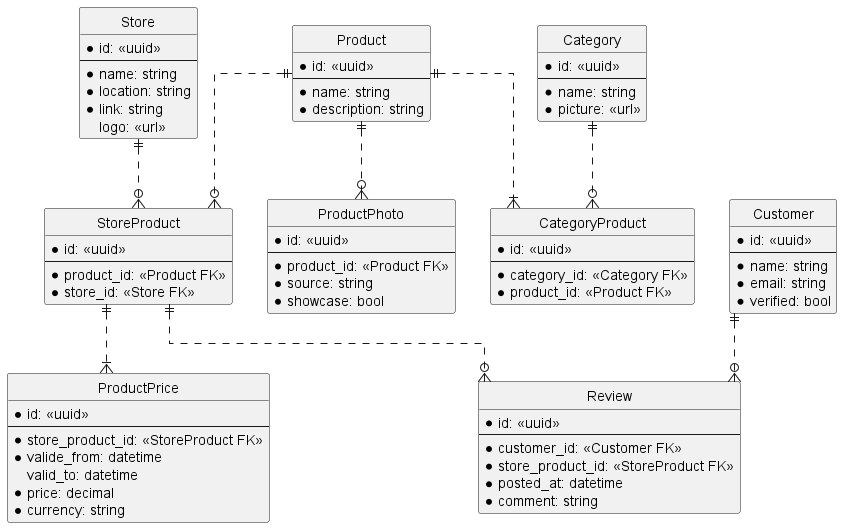 Store
id: «uuid»
name: string
location: string
link: string
logo: «url»
Product
id: «uuid»
name: string
description: string
Category
id: «uuid»
name: string
picture: «url»
StoreProduct
id: «uuid»
product_id: «Product FK»
store_id: «Store FK»
ProductPhoto
id: «uuid»
product_id: «Product FK»
source: string
showcase: bool
CategoryProduct
id: «uuid»
category_id: «Category FK»
product_id: «Product FK»
Customer
id: «uuid»
name: string
email: string
verified: bool
ProductPrice
id: «uuid»
store_product_id: «StoreProduct FK»
valide_from: datetime
valid_to: datetime
price: decimal
currency: string
Review
id: «uuid»
customer_id: «Customer FK»
store_product_id: «StoreProduct FK»
posted_at: datetime
comment: string